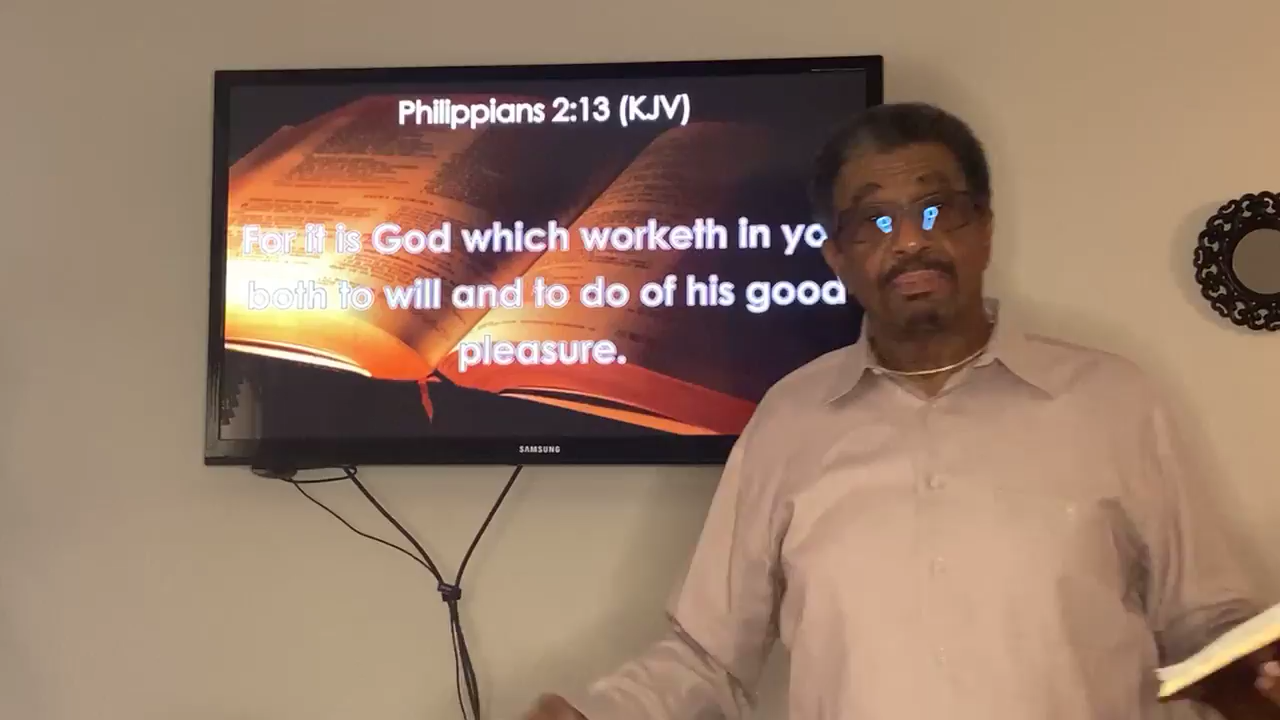 Philippians 2:13 (KJV)
For it is God which worketh in yo
both to will and to do of his good
pleasure.
SAMSUNG